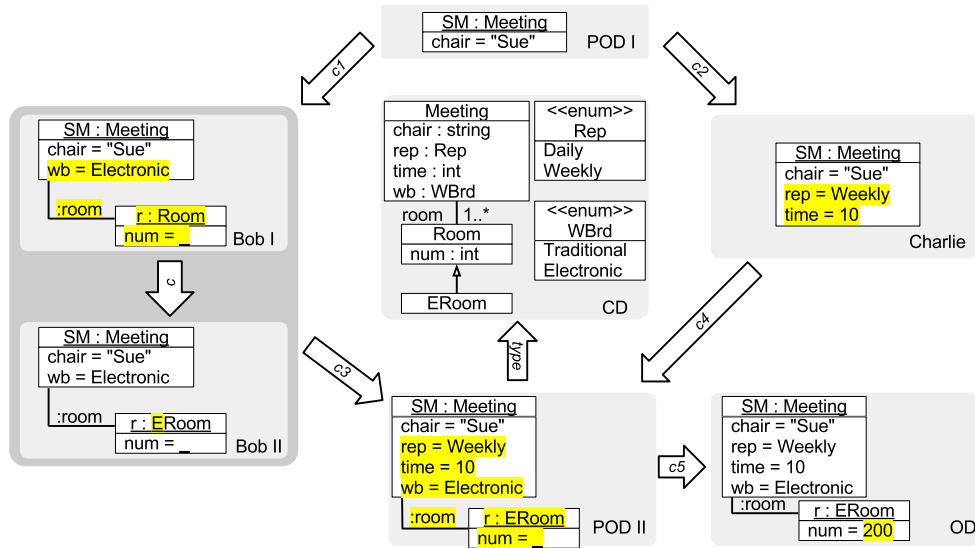 SM : Meeting
chair = "Sue"
POD I
c1
c2
SM : Meeting
chair = "Sue"
wb = Electronic
:room
r : Room
num = _
Bob I
c
SM : Meeting
chair = "Sue"
wb = Electronic
:room
r : ERoom
num = _
Bob II
Meeting
chair : string
rep : Rep
time : int
wb : WBrd
room
1..*
Room
num : int
ERoom
<<enum>>
Rep
Daily
Weekly
<<enum>>
WBrd
Traditional
Electronic
CD
SM : Meeting
chair = "Sue"
rep = Weekly
time = 10
Charlie
c3
type
c4
SM : Meeting
chair = "Sue"
rep = Weekly
time = 10
wb = Electronic
:room
r : ERoom
num = _
POD II
c5
SM : Meeting
chair = "Sue"
rep = Weekly
time = 10
wb = Electronic
:room
r : ERoom
num = 200
OD